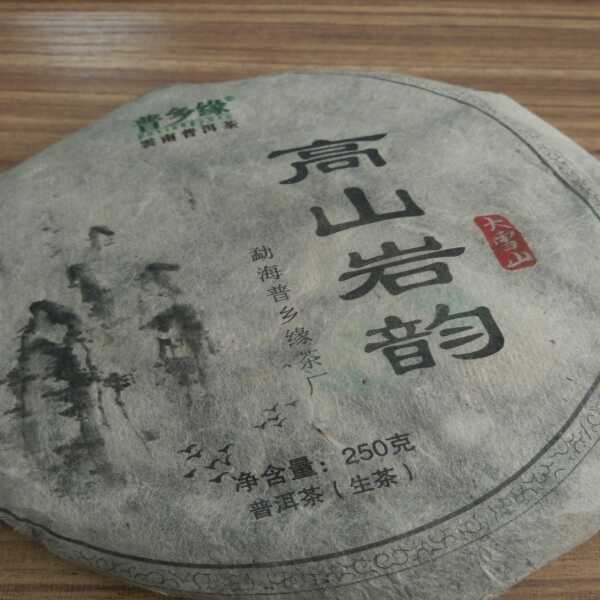 普乡缘
雲南普洱茶
高山岩韵
大雪山
勐海普乡缘茶厂
净含量：250克
普洱茶（生茶）